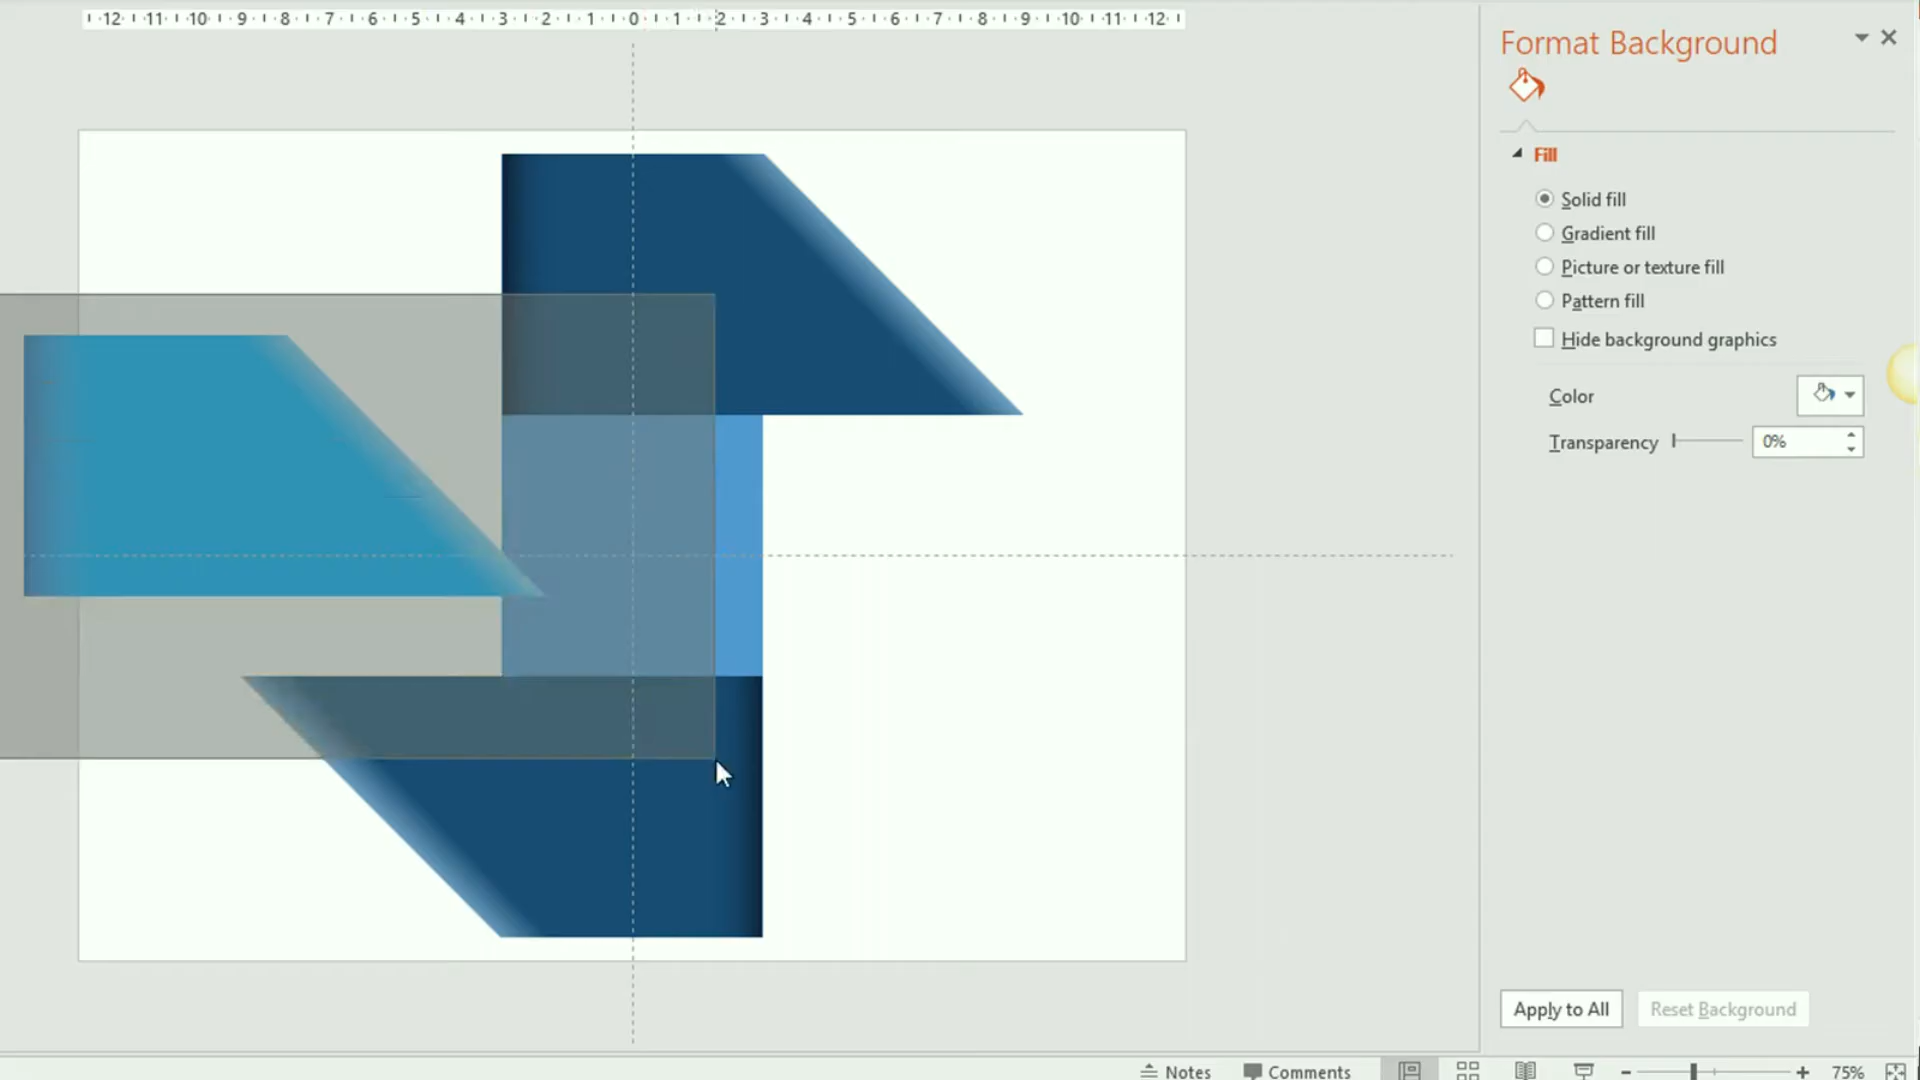 12 11 10 9 8 7 6 5 4 3 2 1 0 1 2 3 4 5 6 7 8 9 10 11 12
Format Background
Fill
Solid fill
Gradient fill
Picture or texture fill
Pattern fill
Hide background graphics
Color
Transparency 0%
Apply to All Reset Background
Notes Comments 75%